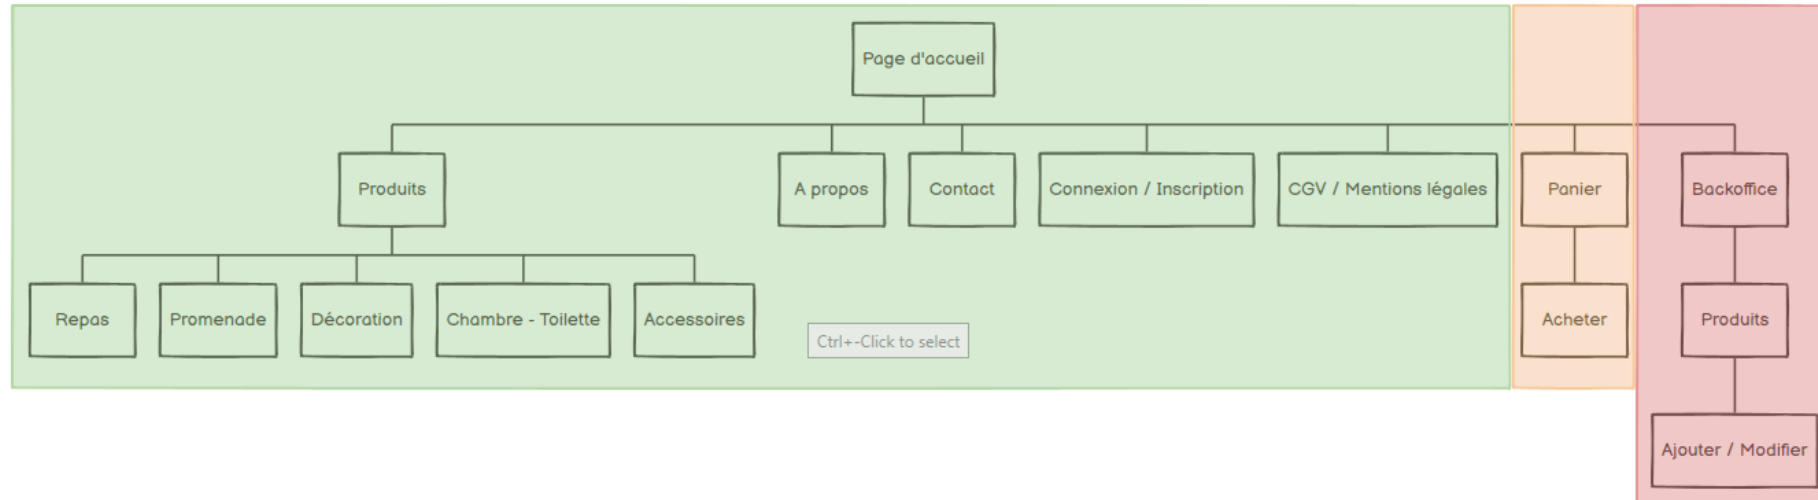 Page d'accueil
Produits
A propos
Contact
Connexion / Inscription
CGV / Mentions légales
Panier
Backoffice
Repas
Promenade
Décoration
Chambre - Toilette
Accessoires
Ctrl+-Click to select
Acheter
Produits
Ajouter / Modifier